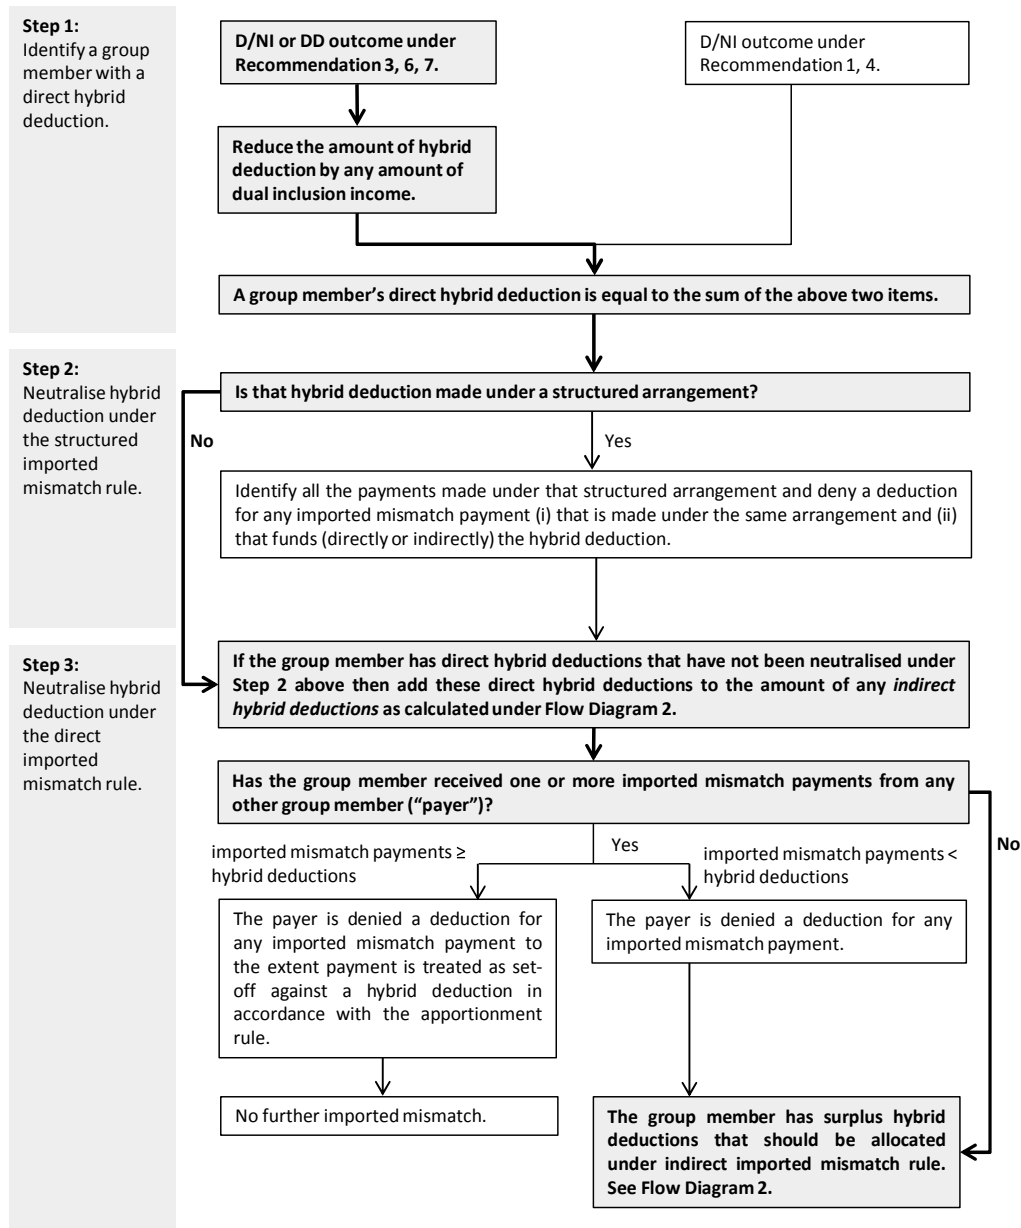 Step 1:
Identify a group
member with a
direct hybrid
deduction.
D/NI or DD outcome under
Recommendation 3, 6, 7.
D/NI outcome under
Recommendation 1, 4.
Reduce the amount of hybrid
deduction by any amount of
dual inclusion income.
A group member’s direct hybrid deduction is equal to the sum of the above two items.
Step 2:
Neutralise hybrid
deduction under
the structured
imported
mismatch rule.
Is that hybrid deduction made under a structured arrangement?
No
Yes
Identify all the payments made under that structured arrangement and deny a deduction
for any imported mismatch payment (i) that is made under the same arrangement and (ii)
that funds (directly or indirectly) the hybrid deduction.
Step 3:
Neutralise hybrid
deduction under
the direct
imported
mismatch rule.
If the group member has direct hybrid deductions that have not been neutralised under
Step 2 above then add these direct hybrid deductions to the amount of any indirect
hybrid deductions as calculated under Flow Diagram 2.
Has the group member received one or more imported mismatch payments from any
other group member (“payer”)?
Yes
No
imported mismatch payments ≥
hybrid deductions
imported mismatch payments <
hybrid deductions
The payer is denied a deduction for
any imported mismatch payment to
the extent payment is treated as set-
off against a hybrid deduction in
accordance with the apportionment
rule.
The payer is denied a deduction for any
imported mismatch payment.
No further imported mismatch.
The group member has surplus hybrid
deductions that should be allocated
under indirect imported mismatch rule.
See Flow Diagram 2.